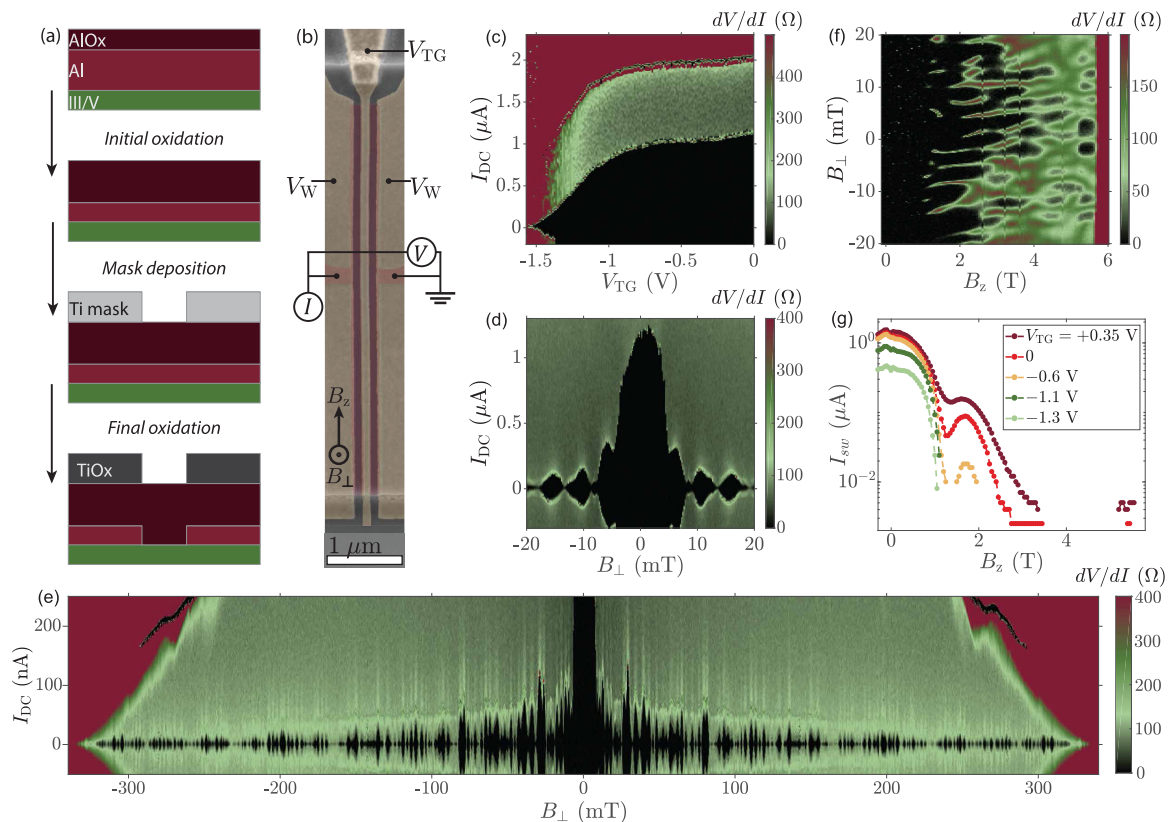 (a)
AlOx
Al
III/V
Initial oxidation
Mask deposition
Ti mask
Final oxidation
TiOx
(b)
V_TG
V_W
V_W
V
I
B_z
B_⊥
1 μm
(c)
dV/dI (Ω)
I_DC (μA)
2
1.5
1
0.5
0
-1.5
-1
-0.5
0
V_TG (V)
400
300
200
100
0
(d)
dV/dI (Ω)
I_DC (μA)
1
0.5
0
-20
-10
0
10
20
B_⊥ (mT)
400
300
200
100
0
(f)
dV/dI (Ω)
B_⊥ (mT)
20
10
0
-10
-20
0
2
4
6
B_z (T)
150
100
50
0
(g)
I_sw (μA)
10⁰
10⁻²
0
2
4
B_z (T)
V_TG = +0.35 V
0
−0.6 V
−1.1 V
−1.3 V
(e)
dV/dI (Ω)
I_DC (nA)
200
100
0
-300
-200
-100
0
100
200
300
B_⊥ (mT)
400
300
200
100
0